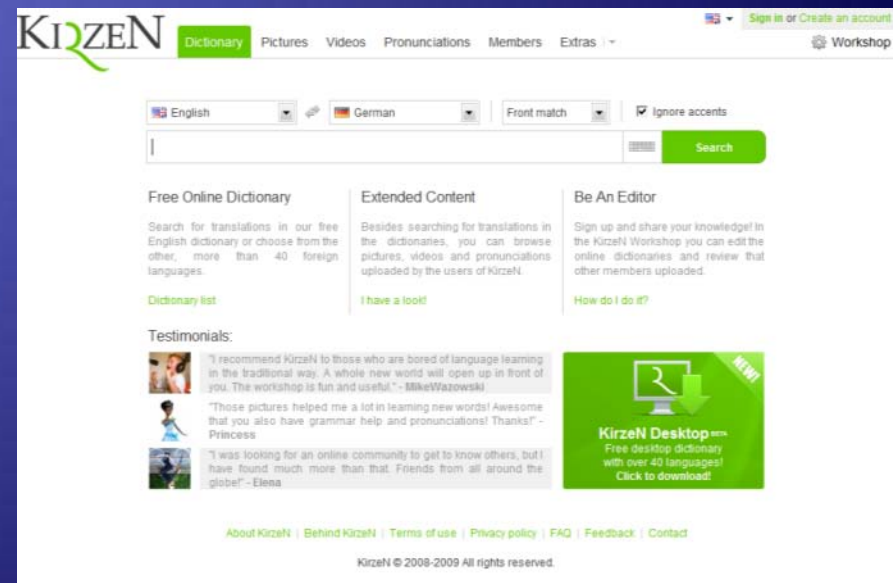 Sign in or Create an account
KIRZEN
Dictionary Pictures Videos Pronunciations Members Extras
Workshop
English German Front match Ignore accents
Search
Free Online Dictionary
Search for translations in our free
English dictionary or choose from the
other, more than 40 foreign
languages.
Dictionary list
Extended Content
Besides searching for translations in
the dictionaries, you can browse
pictures, videos and pronunciations
uploaded by the users of KirzeN.
I have a look!
Be An Editor
Sign up and share your knowledge! In
the KirzeN Workshop you can edit the
online dictionaries and review that
other members uploaded.
How do I do it?
Testimonials:
"I recommend KirzeN to those who are bored of language learning
in the traditional way. A whole new world will open up in front of
you. The workshop is fun and useful." - MikeWazowski
"Those pictures helped me a lot in learning new words! Awesome
that you also have grammar help and pronunciations! Thanks!" -
Princess
"I was looking for an online community to get to know others, but I
have found much more than that. Friends from all around the
globe!" - Elena
NEW!
KirzeN Desktop BETA
Free desktop dictionary
with over 40 languages!
Click to download!
About KirzeN | Behind KirzeN | Terms of use | Privacy policy | FAQ | Feedback | Contact
KirzeN © 2008-2009 All rights reserved.